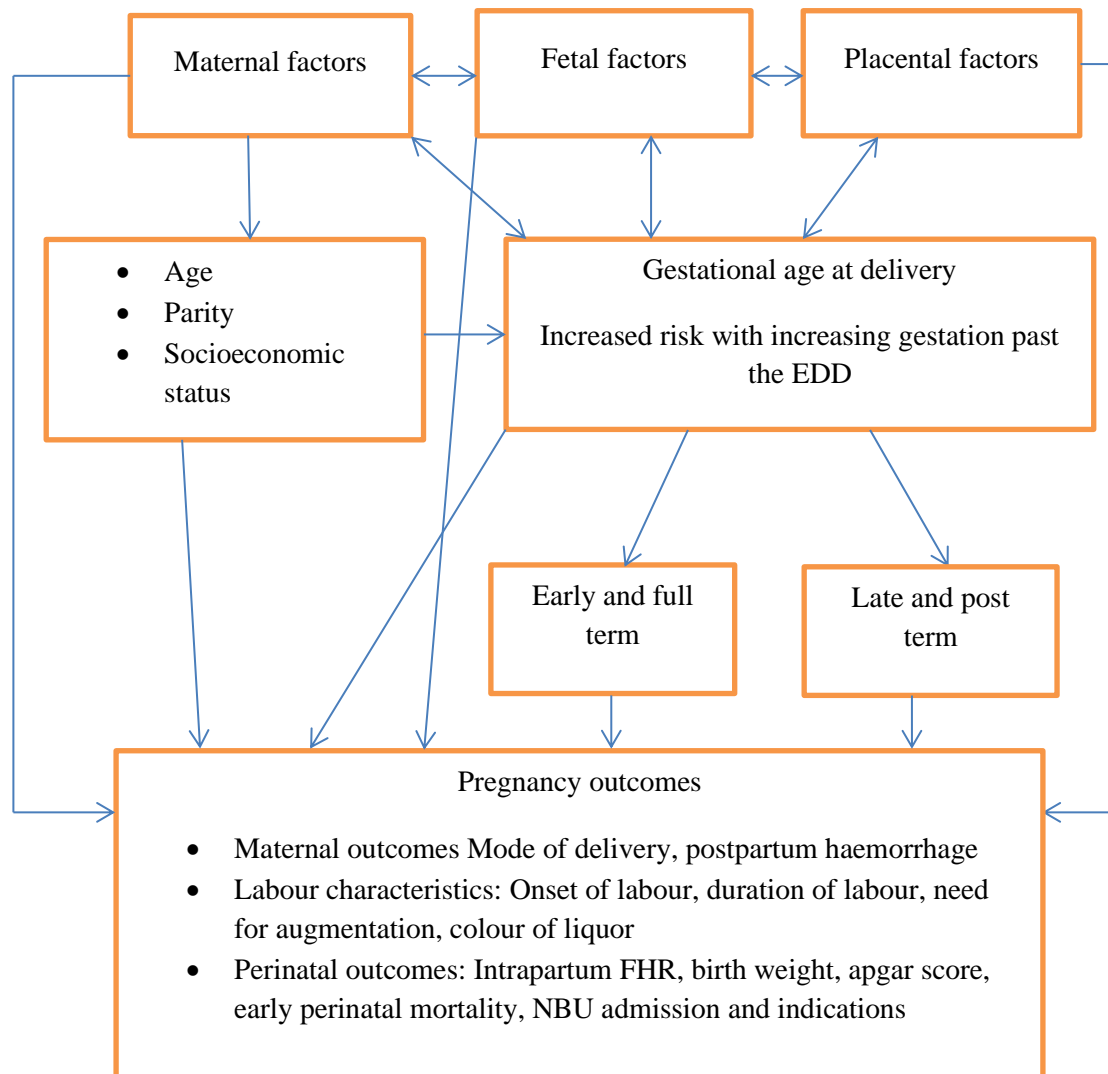 Maternal factors
Fetal factors
Placental factors
• Age
• Parity
• Socioeconomic
status
Gestational age at delivery
Increased risk with increasing gestation past
the EDD
Early and full
term
Late and post
term
Pregnancy outcomes
• Maternal outcomes Mode of delivery, postpartum haemorrhage
• Labour characteristics: Onset of labour, duration of labour, need
for augmentation, colour of liquor
• Perinatal outcomes: Intrapartum FHR, birth weight, apgar score,
early perinatal mortality, NBU admission and indications